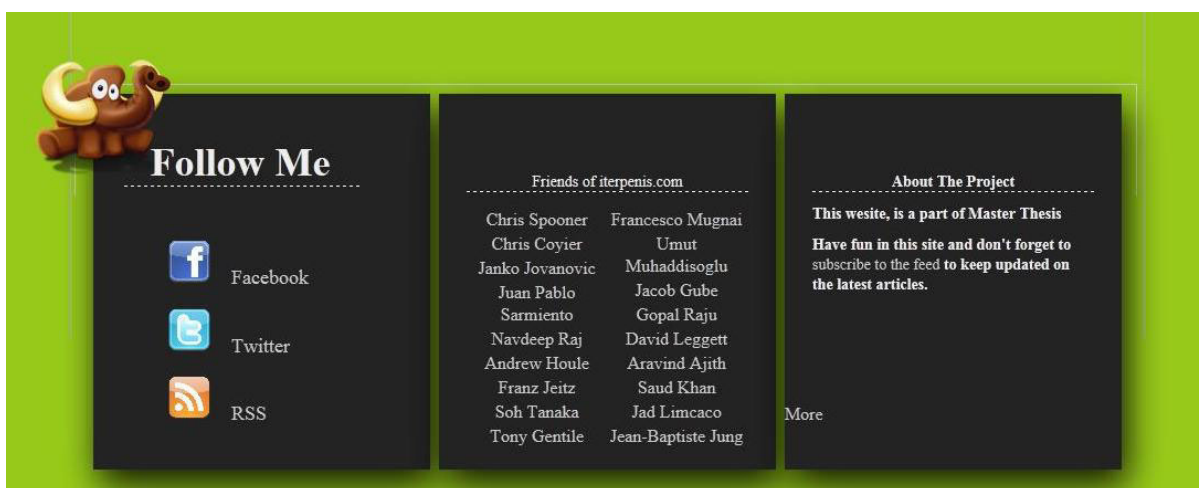 Follow Me
Facebook
Twitter
RSS
Friends of iterpenis.com
Chris Spooner
Chris Coyier
Janko Jovanovic
Juan Pablo
Sarmiento
Navdeep Raj
Andrew Houle
Franz Jeitz
Soh Tanaka
Tony Gentile
Francesco Mugnai
Umut
Muhaddisoglu
Jacob Gube
Gopal Raju
David Leggett
Aravind Ajith
Saud Khan
Jad Limcaco
Jean-Baptiste Jung
About The Project
This wesite, is a part of Master Thesis
Have fun in this site and don't forget to
subscribe to the feed to keep updated on
the latest articles.
More